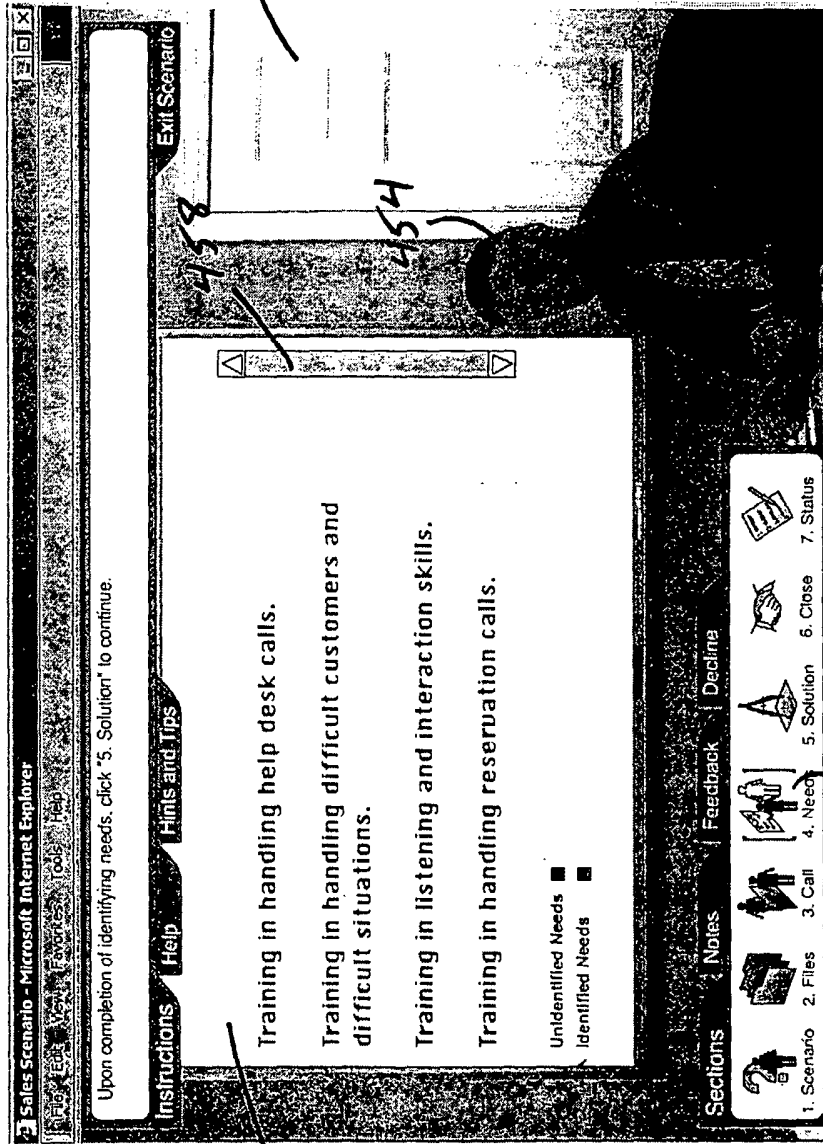 Sales Scenario - Microsoft Internet Explorer
File Edit View Favorites Tools Help
Upon completion of identifying needs, click "5. Solution" to continue.
Instructions Help Hints and Tips Exit Scenario
458
454
Training in handling help desk calls.
Training in handling difficult customers and
difficult situations.
Training in listening and interaction skills.
Training in handling reservation calls.
Unidentified Needs
Identified Needs
Sections Notes Feedback Decline
1. Scenario 2. Files 3. Call 4. Needs 5. Solution 6. Close 7. Status